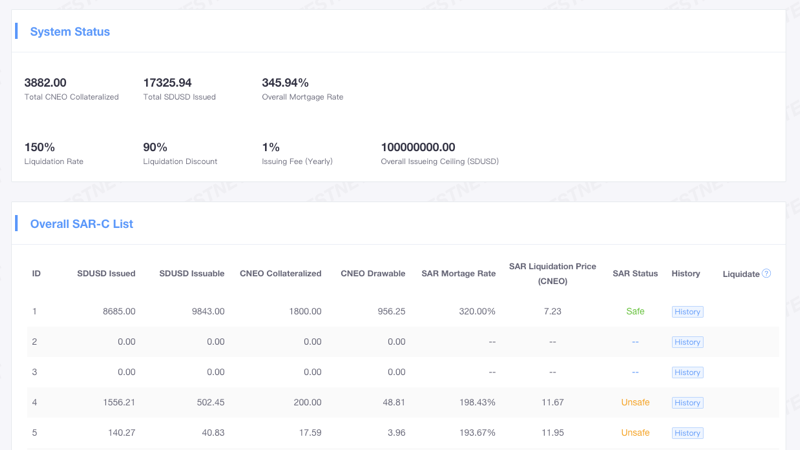 System Status
3882.00 17325.94 345.94%
Total CNEO Collateralized Total SDUSD Issued Overall Mortgage Rate
150% 90% 1% 100000000.00
Liquidation Rate Liquidation Discount Issuing Fee (Yearly) Overall Issueing Ceiling (SDUSD)
Overall SAR-C List
ID SDUSD Issued SDUSD Issuable CNEO Collateralized CNEO Drawable SAR Mortage Rate SAR Liquidation Price (CNEO) SAR Status History Liquidate ?
1 8685.00 9843.00 1800.00 956.25 320.00% 7.23 Safe History
2 0.00 0.00 0.00 0.00 -- -- -- History
3 0.00 0.00 0.00 0.00 -- -- -- History
4 1556.21 502.45 200.00 48.81 198.43% 11.67 Unsafe History
5 140.27 40.83 17.59 3.96 193.67% 11.95 Unsafe History